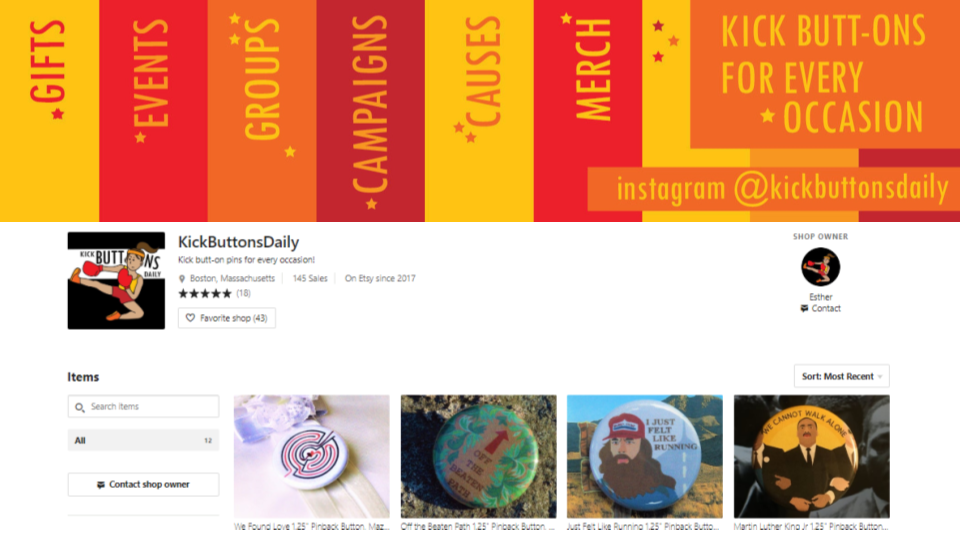 GIFTS
EVENTS
GROUPS
CAMPAIGNS
CAUSES
MERCH
KICK BUTT-ONS
FOR EVERY
OCCASION
instagram @kickbuttonsdaily
KICK BUTT NS
DAILY
KickButtonsDaily
Kick butt-on pins for every occasion!
Boston, Massachusetts 145 Sales On Etsy since 2017
(18)
Favorite shop (43)
SHOP OWNER
Esther
Contact
Items
Sort: Most Recent
Search items
All 12
Contact shop owner
OFF
THE
BEATEN
PATH
I JUST
FELT
LIKE
RUNNING
WE CANNOT WALK ALONE
We Found Love 1.25" Pinback Button, Maz...
Off the Beaten Path 1.25" Pinback Button, ...
Just Felt Like Running 1.25" Pinback Butto...
Martin Luther King Jr 1.25" Pinback Button...